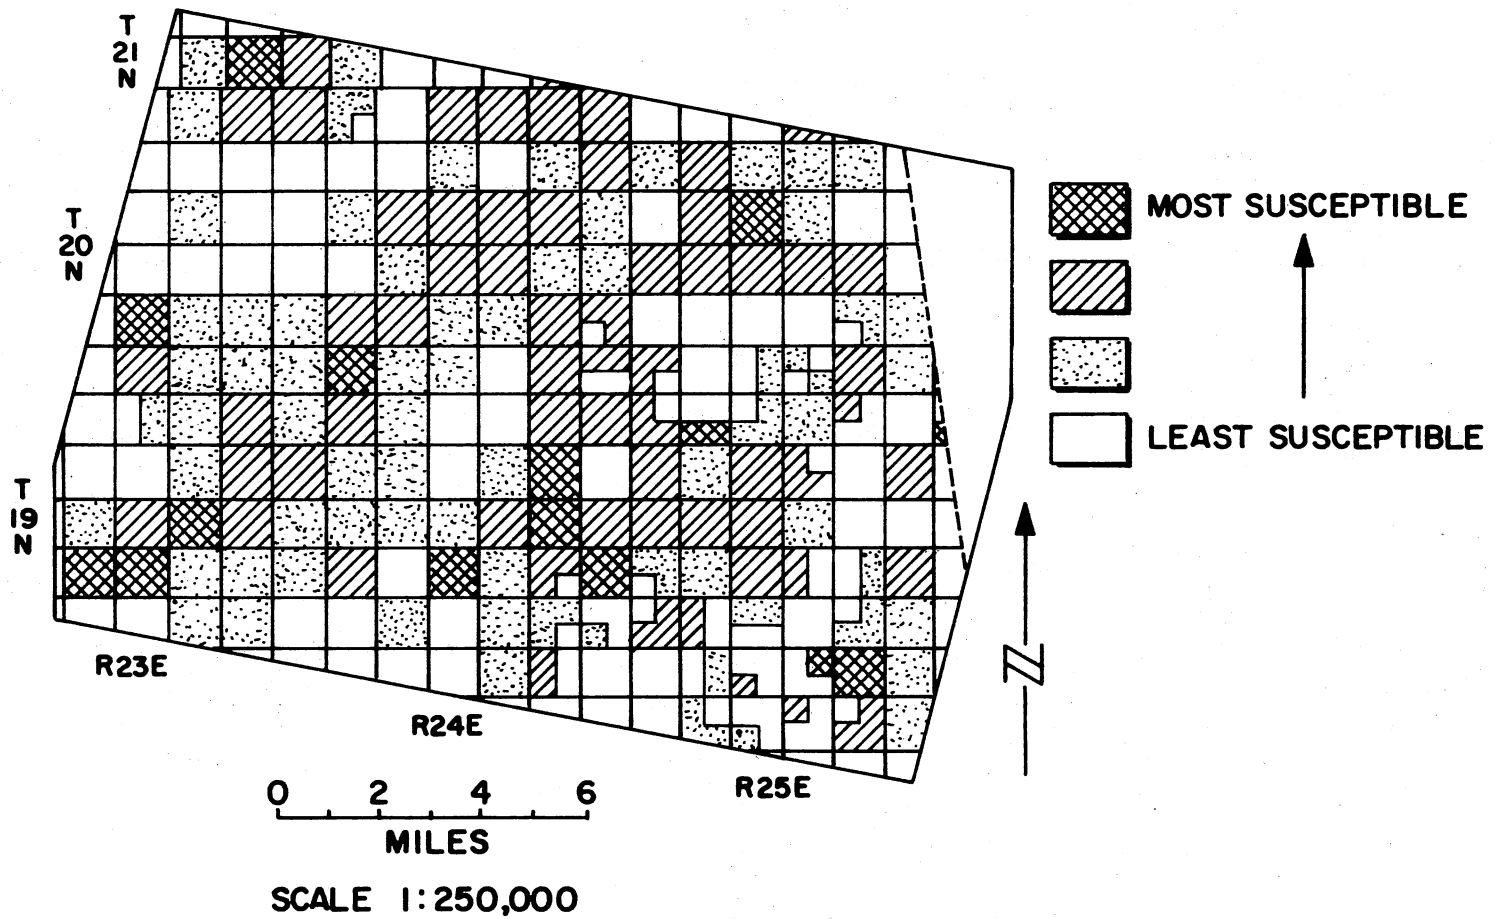 T
21
N
T
20
N
T
19
N
R23E
R24E
R25E
MOST SUSCEPTIBLE
LEAST SUSCEPTIBLE
0 2 4 6
MILES
SCALE 1:250,000
N